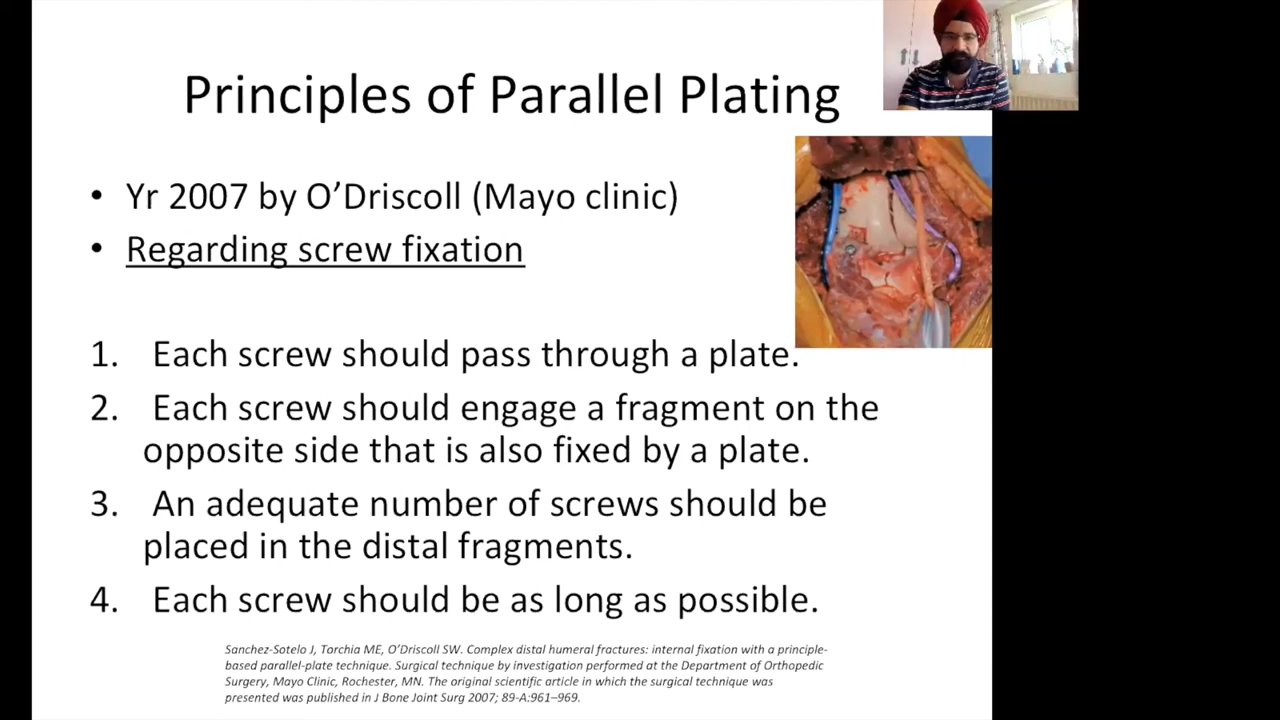 Principles of Parallel Plating
• Yr 2007 by O’Driscoll (Mayo clinic)
• Regarding screw fixation
1. Each screw should pass through a plate.
2. Each screw should engage a fragment on the
opposite side that is also fixed by a plate.
3. An adequate number of screws should be
placed in the distal fragments.
4. Each screw should be as long as possible.
Sanchez-Sotelo J, Torchia ME, O’Driscoll SW. Complex distal humeral fractures: internal fixation with a principle-
based parallel-plate technique. Surgical technique by investigation performed at the Department of Orthopedic
Surgery, Mayo Clinic, Rochester, MN. The original scientific article in which the surgical technique was
presented was published in J Bone Joint Surg 2007; 89-A:961–969.